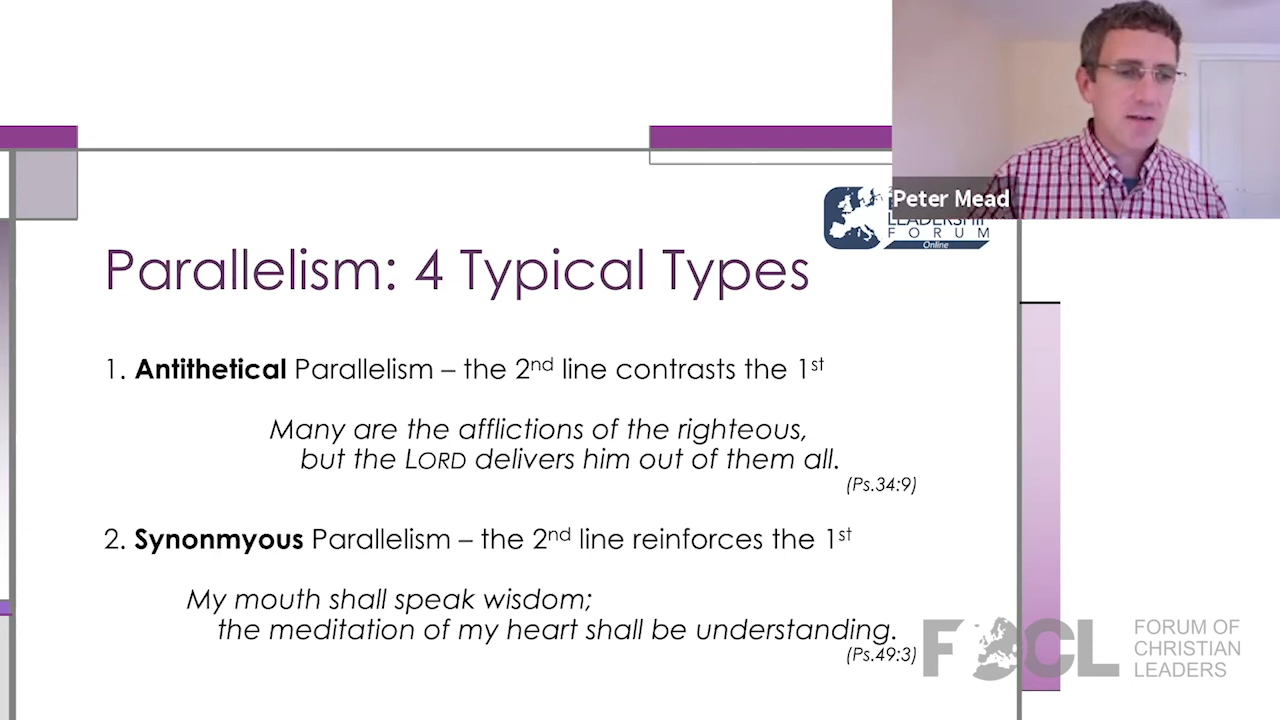 Peter Mead
LEADERSHIP
FORUM
Online
Parallelism: 4 Typical Types
1. Antithetical Parallelism – the 2nd line contrasts the 1st
Many are the afflictions of the righteous,
but the LORD delivers him out of them all.
(Ps.34:9)
2. Synonmyous Parallelism – the 2nd line reinforces the 1st
My mouth shall speak wisdom;
the meditation of my heart shall be understanding.
(Ps.49:3)
FOCL
FORUM OF
CHRISTIAN
LEADERS